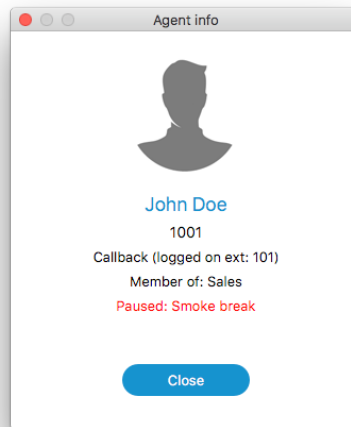 Agent info
John Doe
1001
Callback (logged on ext: 101)
Member of: Sales
Paused: Smoke break
Close